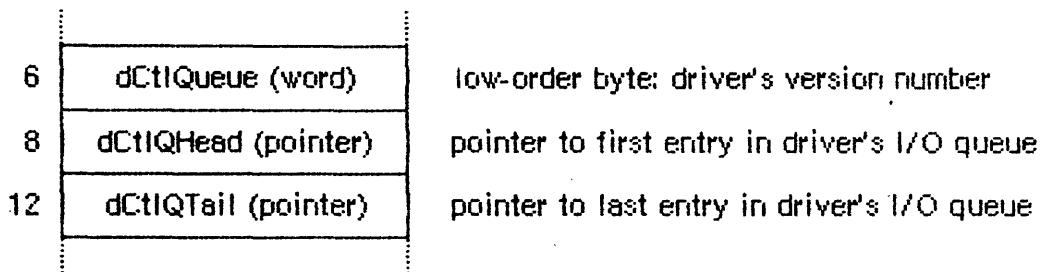 6 dCtlQueue (word) low-order byte: driver's version number
8 dCtlQHead (pointer) pointer to first entry in driver's I/O queue
12 dCtlQTail (pointer) pointer to last entry in driver's I/O queue